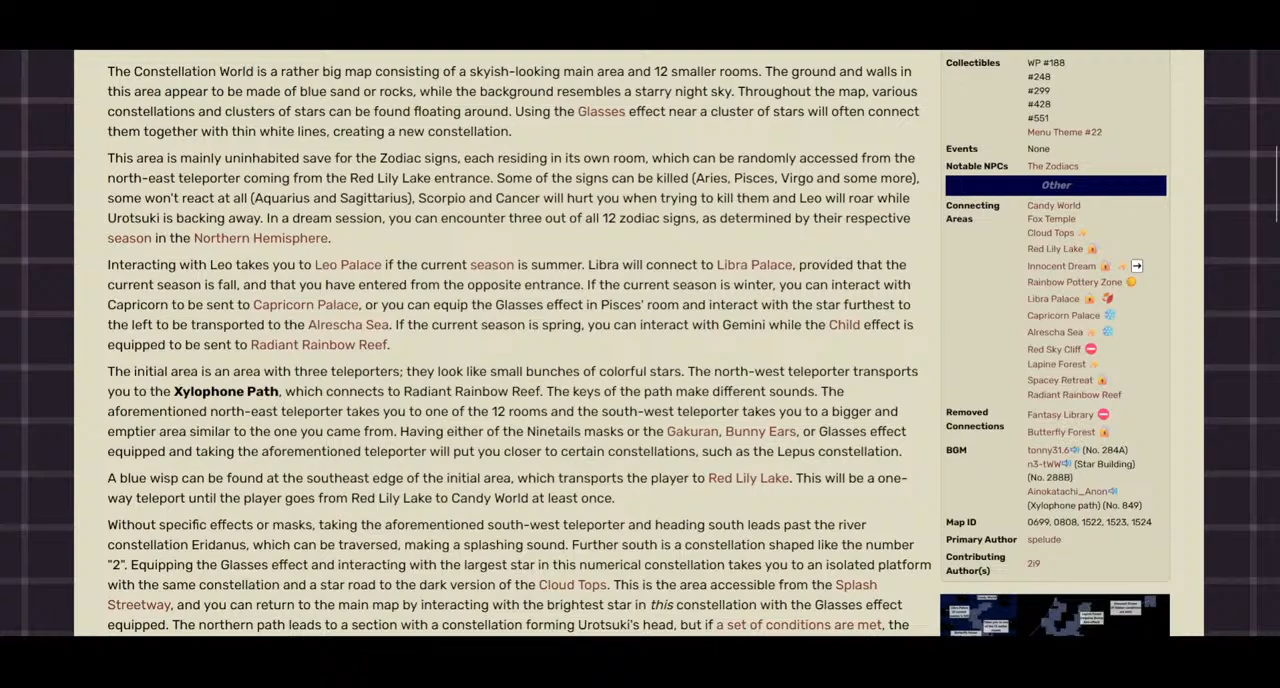 The Constellation World is a rather big map consisting of a skyish-looking main area and 12 smaller rooms. The ground and walls in
this area appear to be made of blue sand or rocks, while the background resembles a starry night sky. Throughout the map, various
constellations and clusters of stars can be found floating around. Using the Glasses effect near a cluster of stars will often connect
them together with thin white lines, creating a new constellation.
This area is mainly uninhabited save for the Zodiac signs, each residing in its own room, which can be randomly accessed from the
north-east teleporter coming from the Red Lily Lake entrance. Some of the signs can be killed (Aries, Pisces, Virgo and some more),
some won't react at all (Aquarius and Sagittarius), Scorpio and Cancer will hurt you when trying to kill them and Leo will roar while
Urotsuki is backing away. In a dream session, you can encounter three out of all 12 zodiac signs, as determined by their respective
season in the Northern Hemisphere.
Interacting with Leo takes you to Leo Palace if the current season is summer. Libra will connect to Libra Palace, provided that the
current season is fall, and that you have entered from the opposite entrance. If the current season is winter, you can interact with
Capricorn to be sent to Capricorn Palace, or you can equip the Glasses effect in Pisces' room and interact with the star furthest to
the left to be transported to the Alrescha Sea. If the current season is spring, you can interact with Gemini while the Child effect is
equipped to be sent to Radiant Rainbow Reef.
The initial area is an area with three teleporters; they look like small bunches of colorful stars. The north-west teleporter transports
you to the Xylophone Path, which connects to Radiant Rainbow Reef. The keys of the path make different sounds. The
aforementioned north-east teleporter takes you to one of the 12 rooms and the south-west teleporter takes you to a bigger and
emptier area similar to the one you came from. Having either of the Ninetails masks or the Gakuran, Bunny Ears, or Glasses effect
equipped and taking the aforementioned teleporter will put you closer to certain constellations, such as the Lepus constellation.
A blue wisp can be found at the southeast edge of the initial area, which transports the player to Red Lily Lake. This will be a one-
way teleport until the player goes from Red Lily Lake to Candy World at least once.
Without specific effects or masks, taking the aforementioned south-west teleporter and heading south leads past the river
constellation Eridanus, which can be traversed, making a splashing sound. Further south is a constellation shaped like the number
"2". Equipping the Glasses effect and interacting with the largest star in this numerical constellation takes you to an isolated platform
with the same constellation and a star road to the dark version of the Cloud Tops. This is the area accessible from the Splash
Streetway, and you can return to the main map by interacting with the brightest star in this constellation with the Glasses effect
equipped. The northern path leads to a section with a constellation forming Urotsuki's head, but if a set of conditions are met, the
Collectibles WP #188
#248
#299
#428
#551
Menu Theme #22
Events None
Notable NPCs The Zodiacs
Other
Connecting Areas
Candy World
Fox Temple
Cloud Tops
Red Lily Lake
Innocent Dream
Rainbow Pottery Zone
Libra Palace
Capricorn Palace
Alrescha Sea
Red Sky Cliff
Lapine Forest
Spacey Retreat
Radiant Rainbow Reef
Removed Connections
Fantasy Library
Butterfly Forest
BGM tonny31.6 (No. 284A)
n3-tWW (Star Building)
(No. 288B)
Ainokatachi_Anon
(Xylophone path) (No. 849)
Map ID 0699, 0808, 1522, 1523, 1524
Primary Author spelude
Contributing Author(s) 2i9